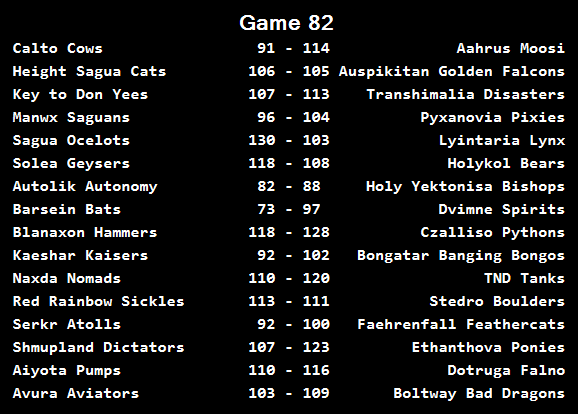 Game 82
Calto Cows 91 - 114 Aahrus Moosi
Height Sagua Cats 106 - 105 Auspikitan Golden Falcons
Key to Don Yees 107 - 113 Transhimalia Disasters
Manwx Saguans 96 - 104 Pyxanovia Pixies
Sagua Ocelots 130 - 103 Lyintaria Lynx
Solea Geysers 118 - 108 Holykol Bears
Autolik Autonomy 82 - 88 Holy Yektonisa Bishops
Barsein Bats 73 - 97 Dvimne Spirits
Blanaxon Hammers 118 - 128 Czalliso Pythons
Kaeshar Kaisers 92 - 102 Bongatar Banging Bongos
Naxda Nomads 110 - 120 TND Tanks
Red Rainbow Sickles 113 - 111 Stedro Boulders
Serkr Atolls 92 - 100 Faehrenfall Feathercats
Shmupland Dictators 107 - 123 Ethanthova Ponies
Aiyota Pumps 110 - 116 Dotruga Falno
Avura Aviators 103 - 109 Boltway Bad Dragons